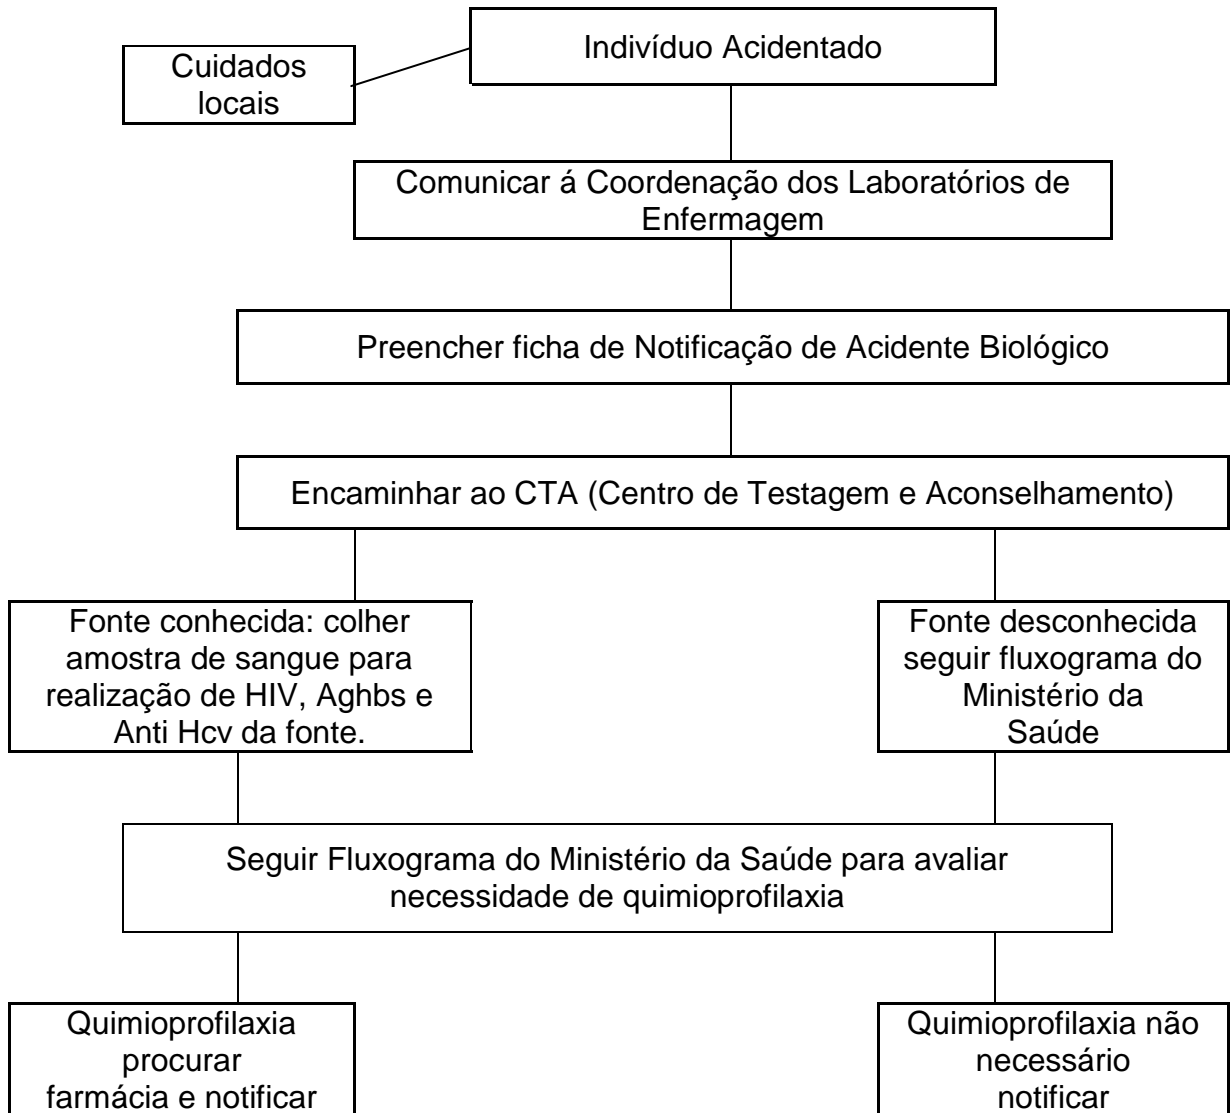 Indivíduo Acidentado
Cuidados
locais
Comunicar á Coordenação dos Laboratórios de
Enfermagem
Preencher ficha de Notificação de Acidente Biológico
Encaminhar ao CTA (Centro de Testagem e Aconselhamento)
Fonte conhecida: colher
amostra de sangue para
realização de HIV, Aghbs e
Anti Hcv da fonte.
Fonte desconhecida
seguir fluxograma do
Ministério da
Saúde
Seguir Fluxograma do Ministério da Saúde para avaliar
necessidade de quimioprofilaxia
Quimioprofilaxia
procurar
farmácia e notificar
Quimioprofilaxia não
necessário
notificar